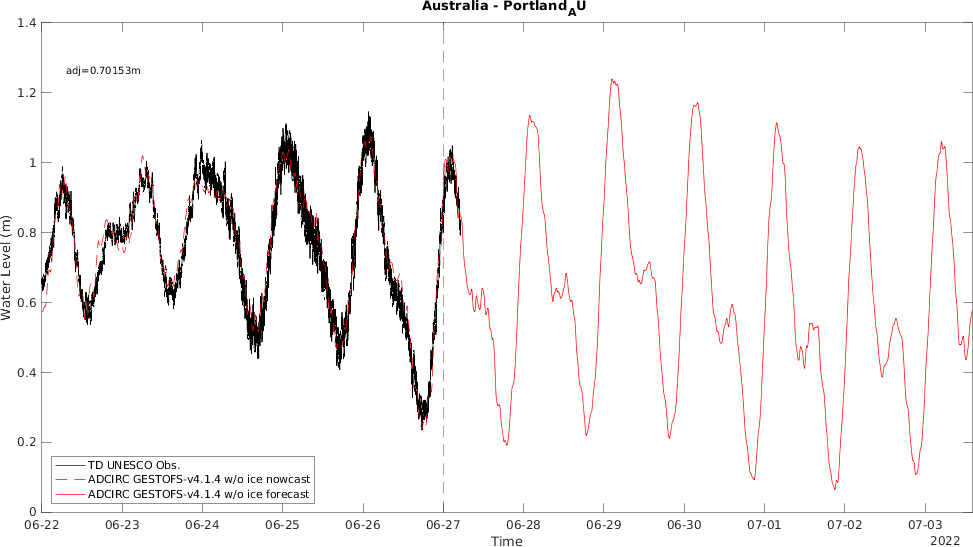 Australia - Portland_AU
1.4
adj=0.70153m
1.2
1
0.8
0.6
0.4
0.2
0
Water Level (m)
TD UNESCO Obs.
ADCIRC GESTOFS-v4.1.4 w/o ice nowcast
ADCIRC GESTOFS-v4.1.4 w/o ice forecast
06-22 06-23 06-24 06-25 06-26 06-27 06-28 06-29 06-30 07-01 07-02 07-03
Time
2022